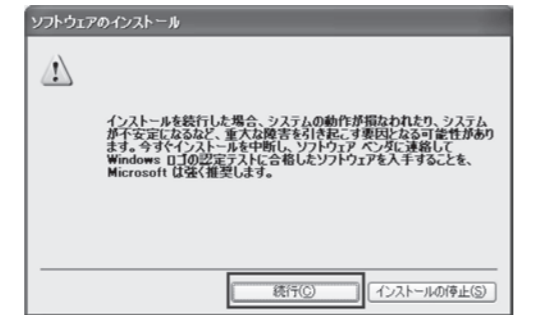 ソフトウェアのインストール
インストールを続行した場合、システムの動作が損なわれたり、システム
が不安定になるなど、重大な障害を引き起こす要因となる可能性があり
ます。今すぐインストールを中断し、ソフトウェア ベンダに連絡して
Windows ロゴの認定テストに合格したソフトウェアを入手することを、
Microsoft は強く推奨します。
続行(C)
インストールの停止(S)